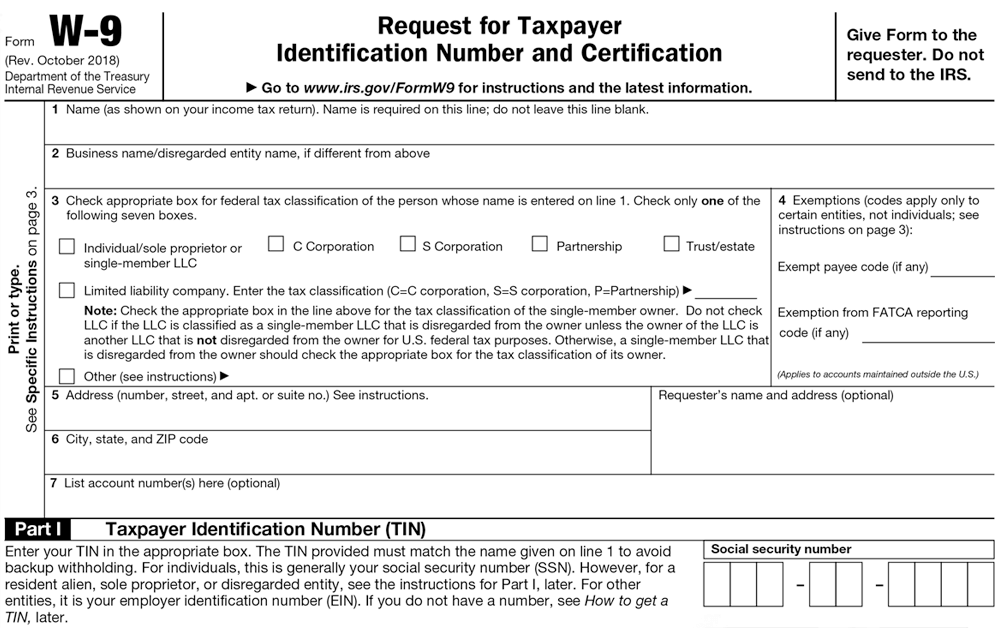 Form W-9
(Rev. October 2018)
Department of the Treasury
Internal Revenue Service
Request for Taxpayer
Identification Number and Certification
▶ Go to www.irs.gov/FormW9 for instructions and the latest information.
Give Form to the
requester. Do not
send to the IRS.
Print or type.
See Specific Instructions on page 3.
1 Name (as shown on your income tax return). Name is required on this line; do not leave this line blank.
2 Business name/disregarded entity name, if different from above
3 Check appropriate box for federal tax classification of the person whose name is entered on line 1. Check only one of the
following seven boxes.
Individual/sole proprietor or
single-member LLC
C Corporation
S Corporation
Partnership
Trust/estate
Limited liability company. Enter the tax classification (C=C corporation, S=S corporation, P=Partnership) ▶
Note: Check the appropriate box in the line above for the tax classification of the single-member owner. Do not check
LLC if the LLC is classified as a single-member LLC that is disregarded from the owner unless the owner of the LLC is
another LLC that is not disregarded from the owner for U.S. federal tax purposes. Otherwise, a single-member LLC that
is disregarded from the owner should check the appropriate box for the tax classification of its owner.
Other (see instructions) ▶
4 Exemptions (codes apply only to
certain entities, not individuals; see
instructions on page 3):
Exempt payee code (if any)
Exemption from FATCA reporting
code (if any)
(Applies to accounts maintained outside the U.S.)
5 Address (number, street, and apt. or suite no.) See instructions.
Requester's name and address (optional)
6 City, state, and ZIP code
7 List account number(s) here (optional)
Part I Taxpayer Identification Number (TIN)
Enter your TIN in the appropriate box. The TIN provided must match the name given on line 1 to avoid
backup withholding. For individuals, this is generally your social security number (SSN). However, for a
resident alien, sole proprietor, or disregarded entity, see the instructions for Part I, later. For other
entities, it is your employer identification number (EIN). If you do not have a number, see How to get a
TIN, later.
Social security number
– –